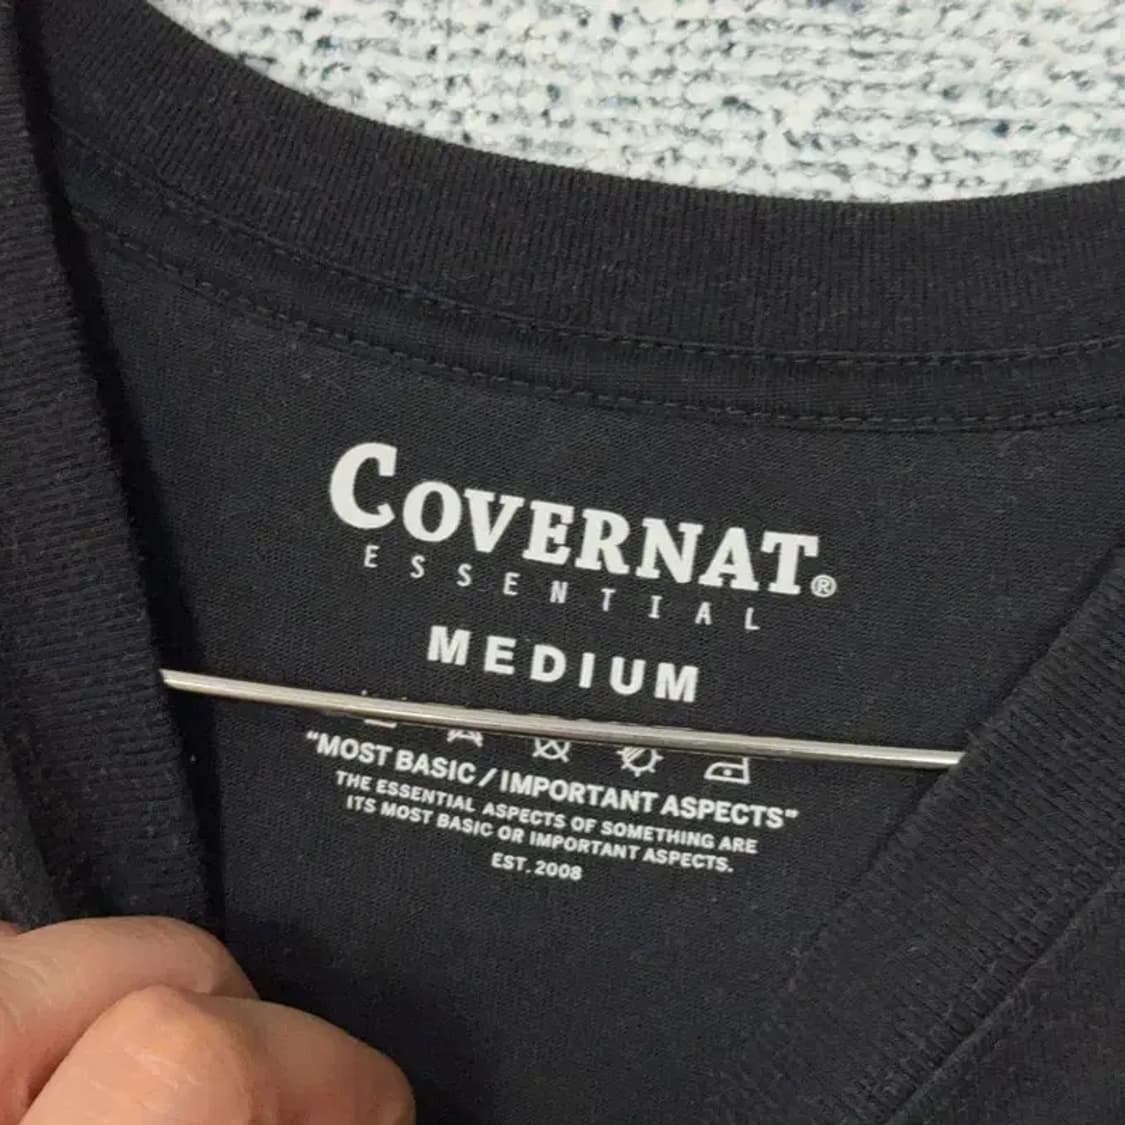 COVERNAT®
ESSENTIAL
MEDIUM
"MOST BASIC / IMPORTANT ASPECTS"
THE ESSENTIAL ASPECTS OF SOMETHING ARE
ITS MOST BASIC OR IMPORTANT ASPECTS.
EST. 2008